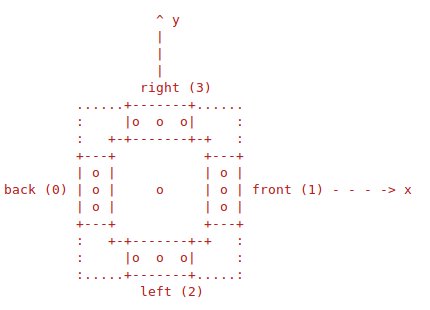 ^ y
                   |
                   |
                   |
                 right (3)
         ......+-------+......
         :     |o  o  o|     :
         :   +-+-------+-+   :
         +---+           +---+
         | o |           | o |
back (0) | o |     o     | o | front (1) - - - -> x
         | o |           | o |
         +---+           +---+
         :   +-+-------+-+   :
         :     |o  o  o|     :
         :.....+-------+.....:
                 left (2)